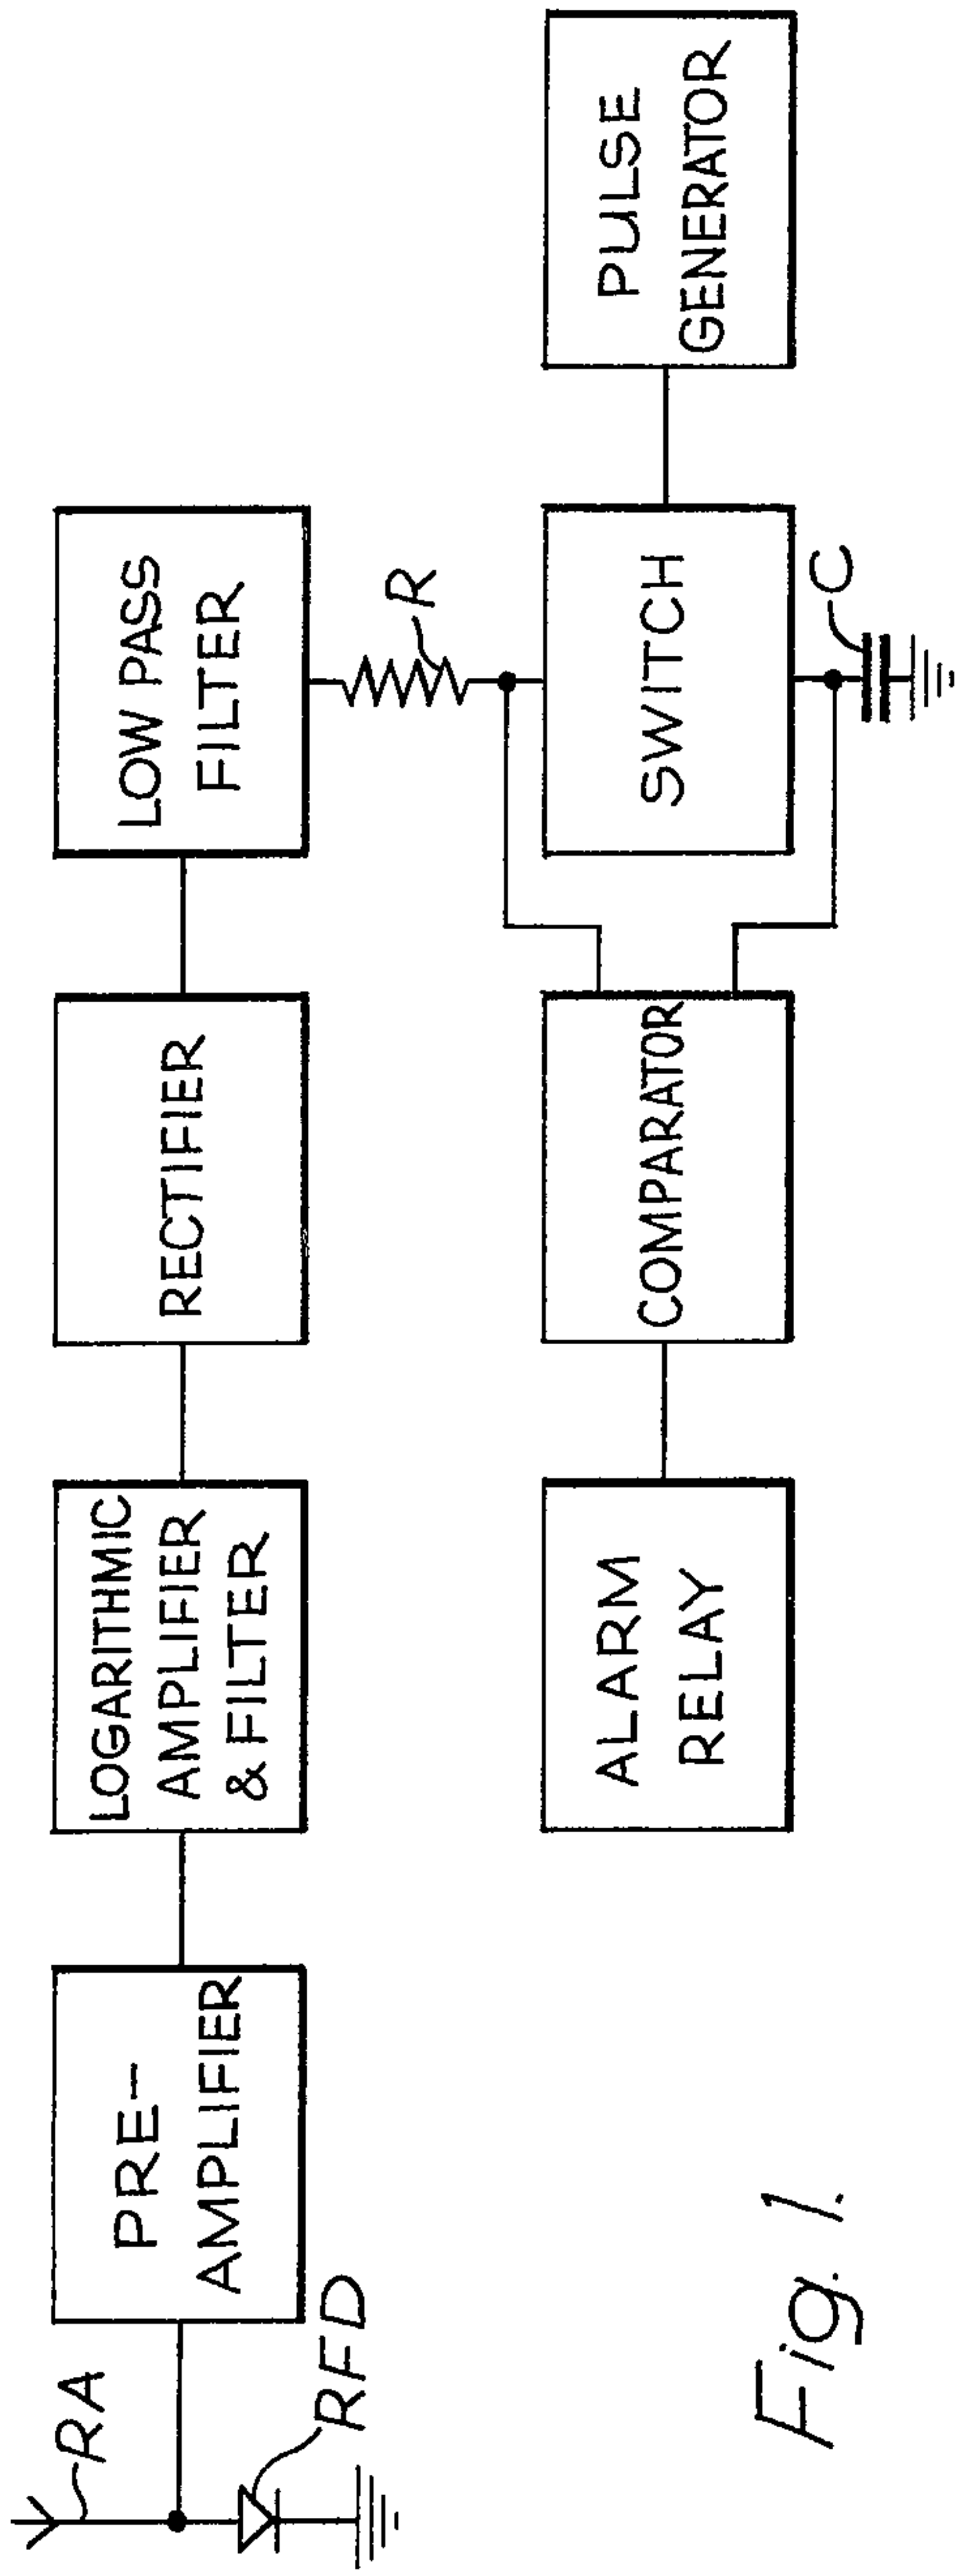 RA
RFD
PRE-
AMPLIFIER
LOGARITHMIC
AMPLIFIER
& FILTER
RECTIFIER
LOW PASS
FILTER
R
ALARM
RELAY
COMPARATOR
SWITCH
C
PULSE
GENERATOR
Fig. 1.